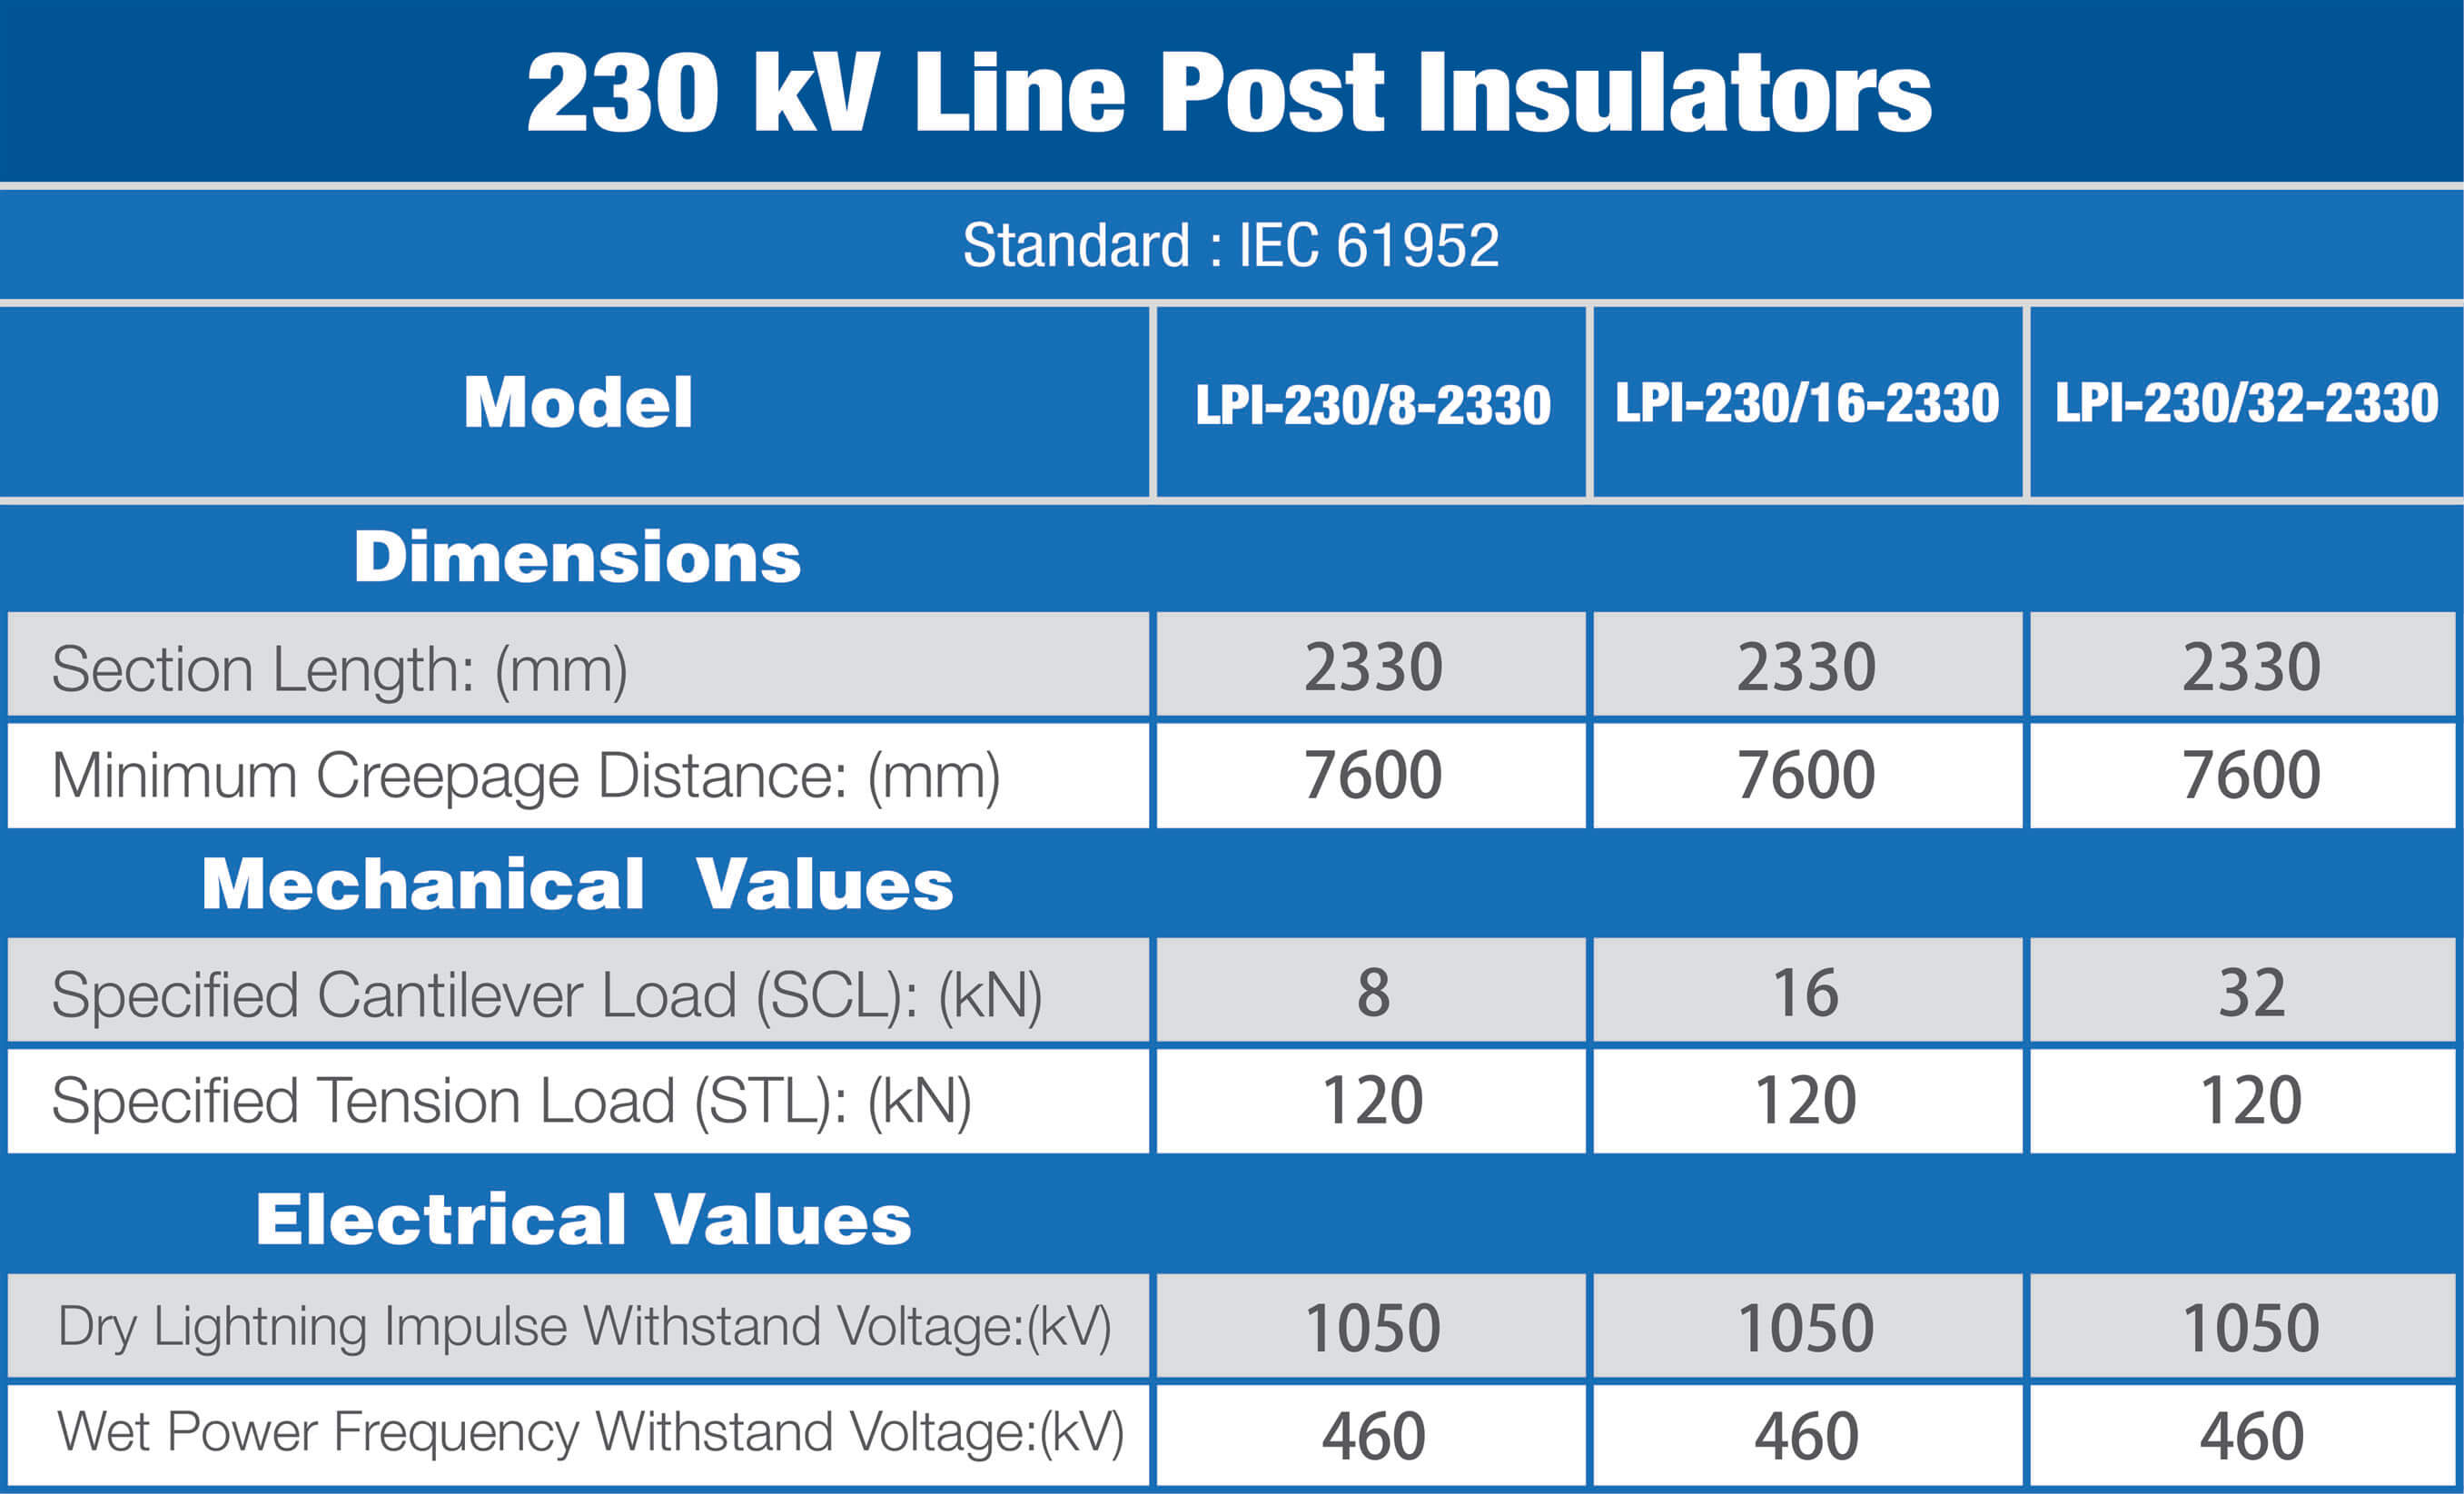 230 kV Line Post Insulators
Standard : IEC 61952
Model LPI-230/8-2330 LPI-230/16-2330 LPI-230/32-2330
Dimensions
Section Length: (mm) 2330 2330 2330
Minimum Creepage Distance: (mm) 7600 7600 7600
Mechanical Values
Specified Cantilever Load (SCL): (kN) 8 16 32
Specified Tension Load (STL): (kN) 120 120 120
Electrical Values
Dry Lightning Impulse Withstand Voltage:(kV) 1050 1050 1050
Wet Power Frequency Withstand Voltage:(kV) 460 460 460